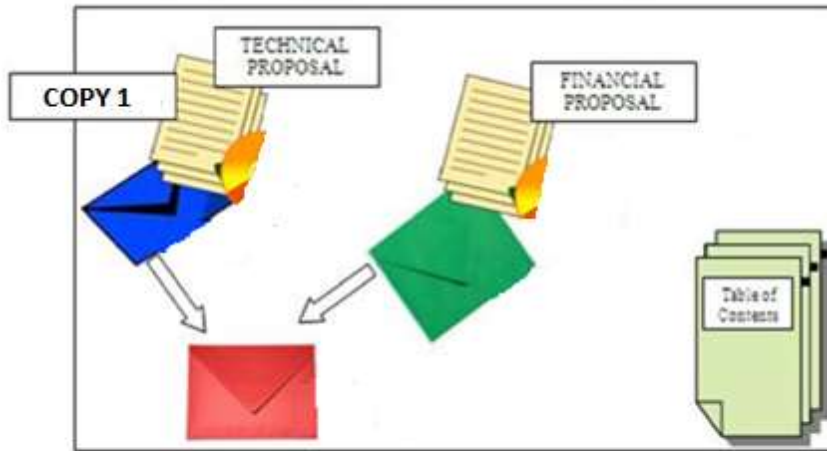 TECHNICAL
PROPOSAL
COPY 1
FINANCIAL
PROPOSAL
Table of
Contents